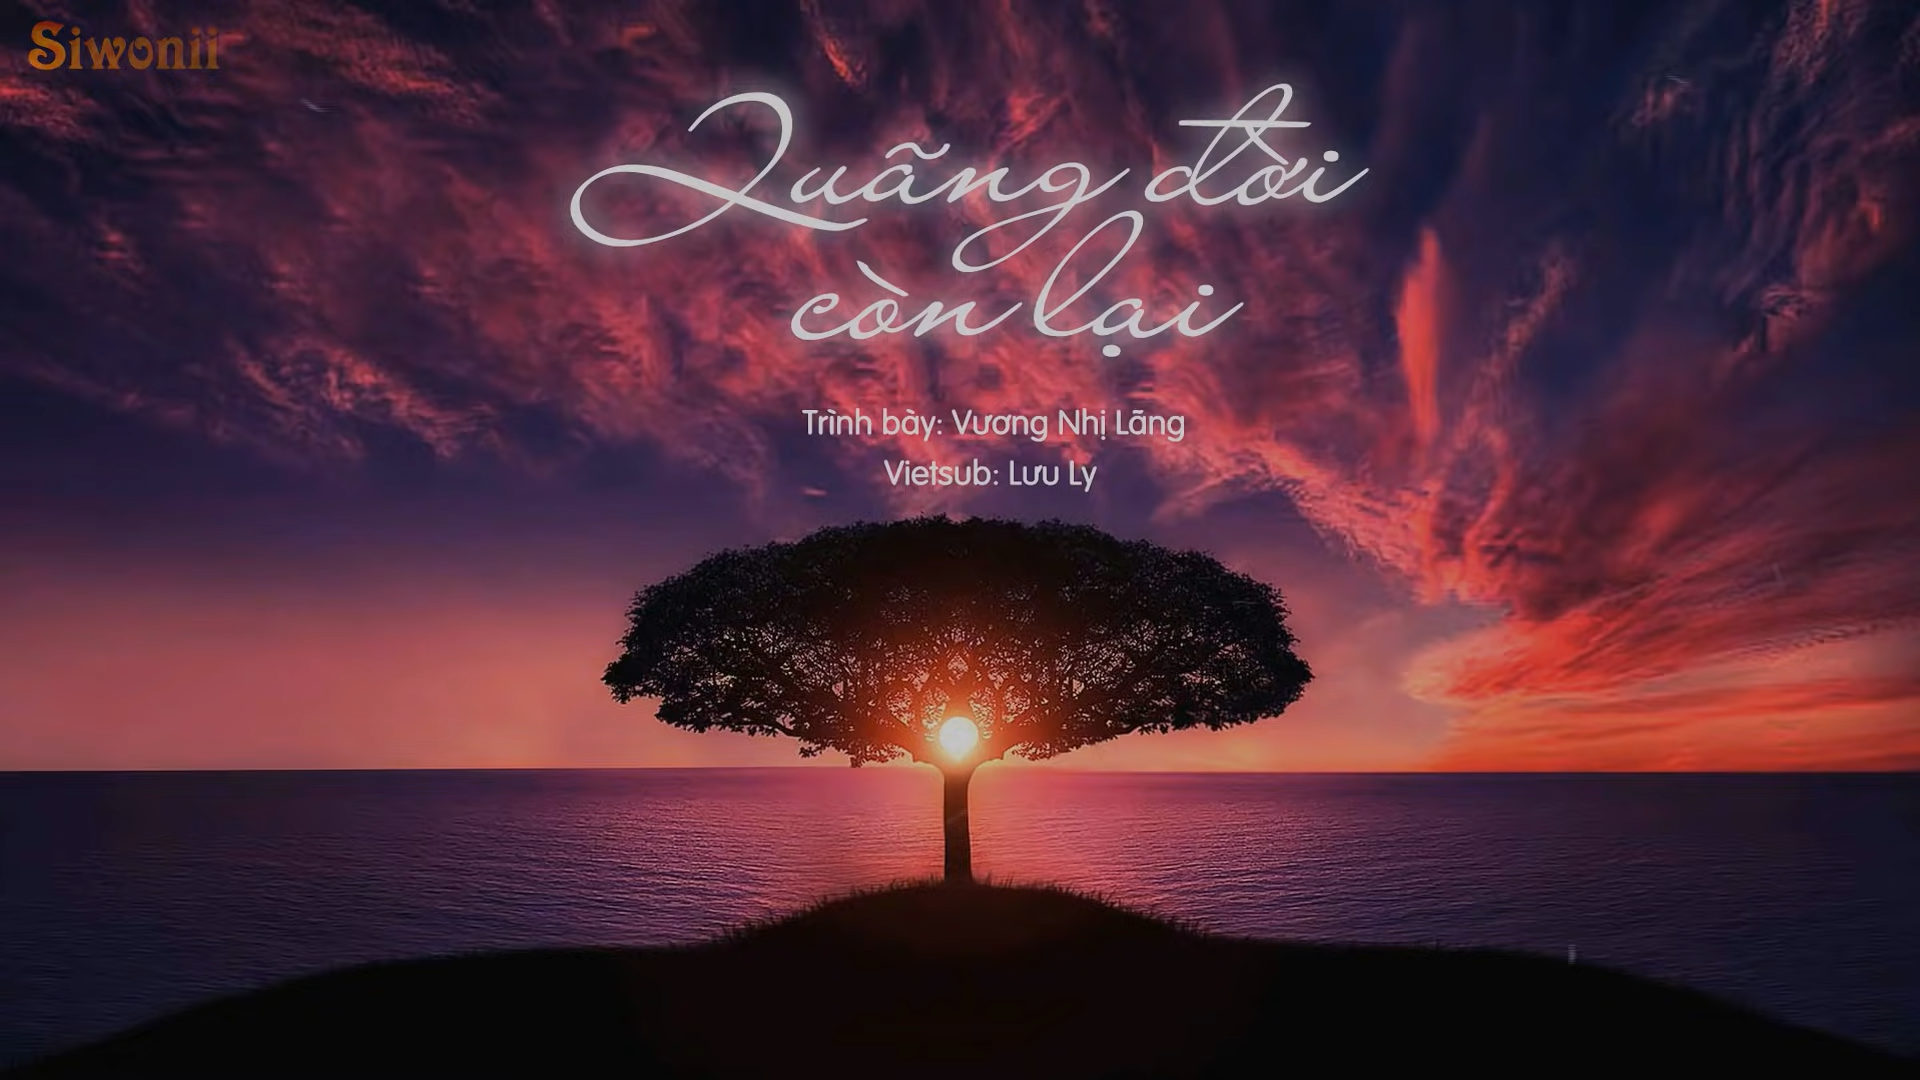 Siwonii
Quãng đời
còn lại
Trình bày: Vương Nhị Lãng
Vietsub: Lưu Ly